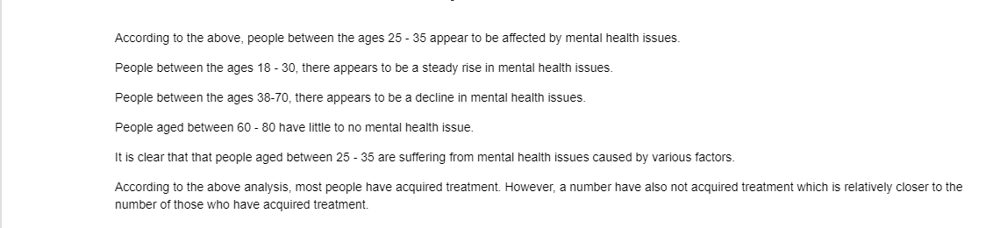 According to the above, people between the ages 25 - 35 appear to be affected by mental health issues.
People between the ages 18 - 30, there appears to be a steady rise in mental health issues.
People between the ages 38-70, there appears to be a decline in mental health issues.
People aged between 60 - 80 have little to no mental health issue.
It is clear that that people aged between 25 - 35 are suffering from mental health issues caused by various factors.
According to the above analysis, most people have acquired treatment. However, a number have also not acquired treatment which is relatively closer to the
number of those who have acquired treatment.